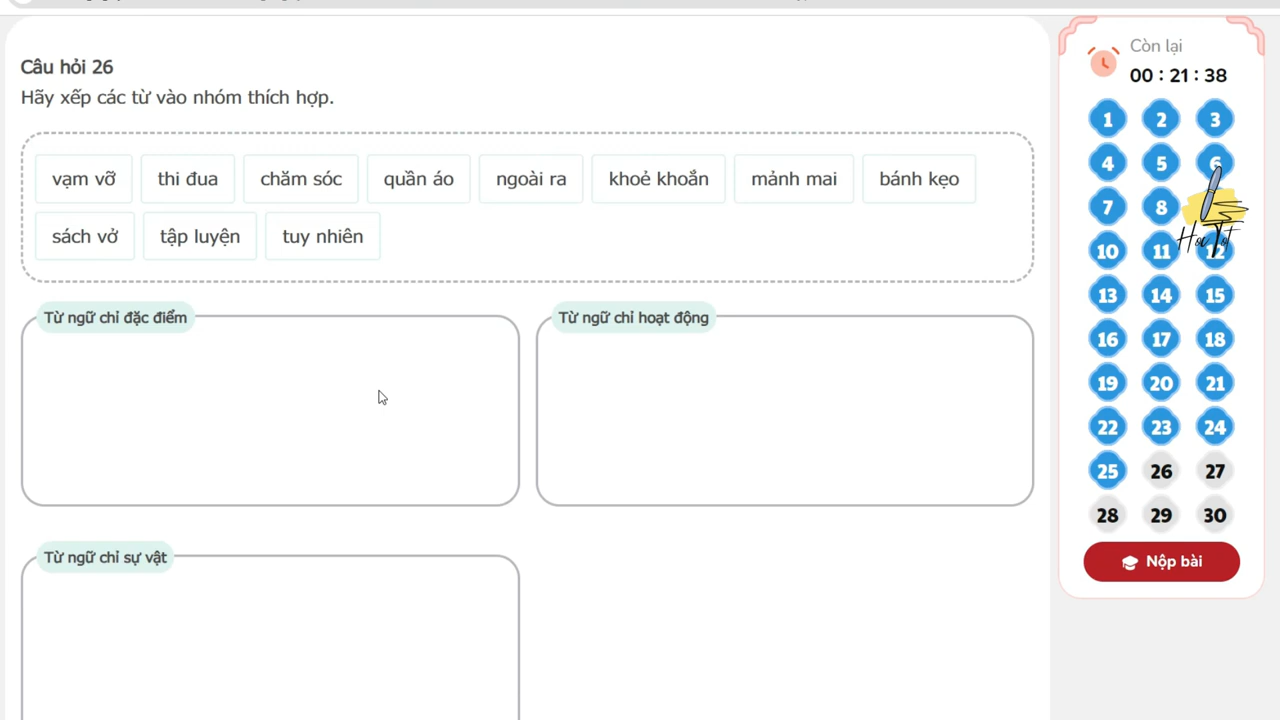 Câu hỏi 26
Hãy xếp các từ vào nhóm thích hợp.
vạm vỡ thi đua chăm sóc quần áo ngoài ra khoẻ khoắn mảnh mai bánh kẹo
sách vở tập luyện tuy nhiên
Từ ngữ chỉ đặc điểm
Từ ngữ chỉ hoạt động
Từ ngữ chỉ sự vật
Còn lại
00 : 21 : 38
1 2 3
4 5 6
7 8
10 11 12
13 14 15
16 17 18
19 20 21
22 23 24
25 26 27
28 29 30
Nộp bài
Học Tốt